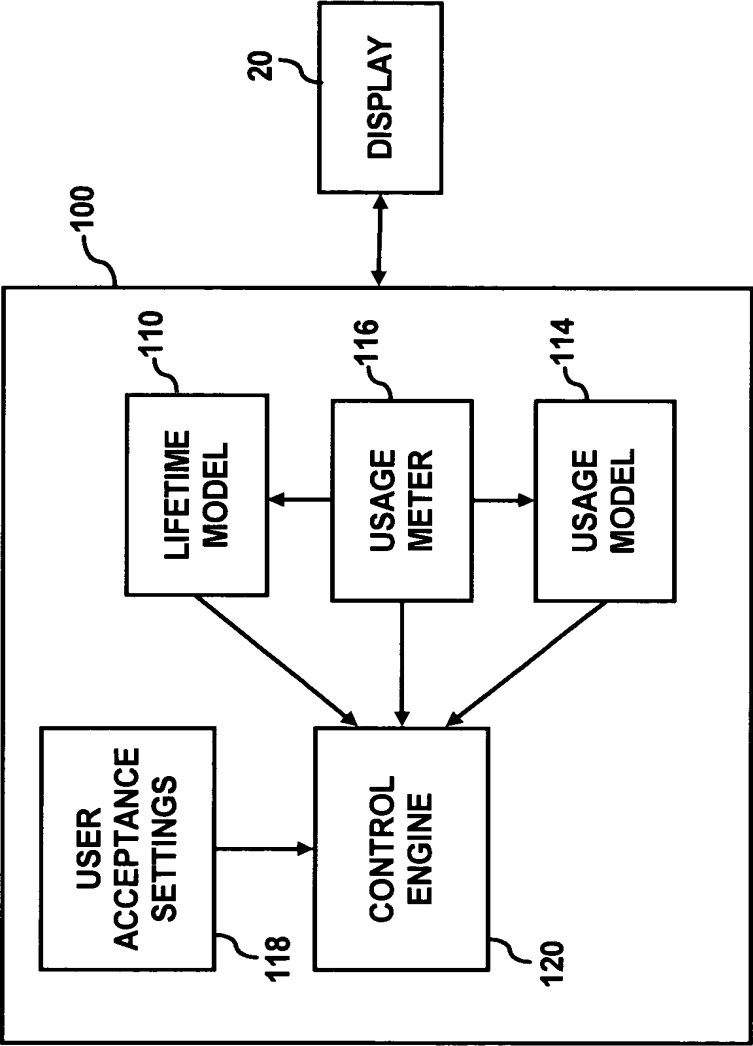 100
USER
ACCEPTANCE
SETTINGS
118
LIFETIME
MODEL
110
CONTROL
ENGINE
120
USAGE
METER
116
DISPLAY
20
USAGE
MODEL
114